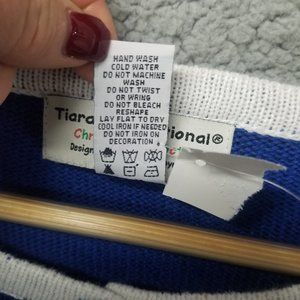 HAND WASH
COLD WATER
DO NOT MACHINE
WASH
DO NOT TWIST
OR WRING
DO NOT BLEACH
RESHAPE
LAY FLAT TO DRY
COOL IRON IF NEEDED
DO NOT IRON ON
DECORATION
Tiara tional®
Chr
Design